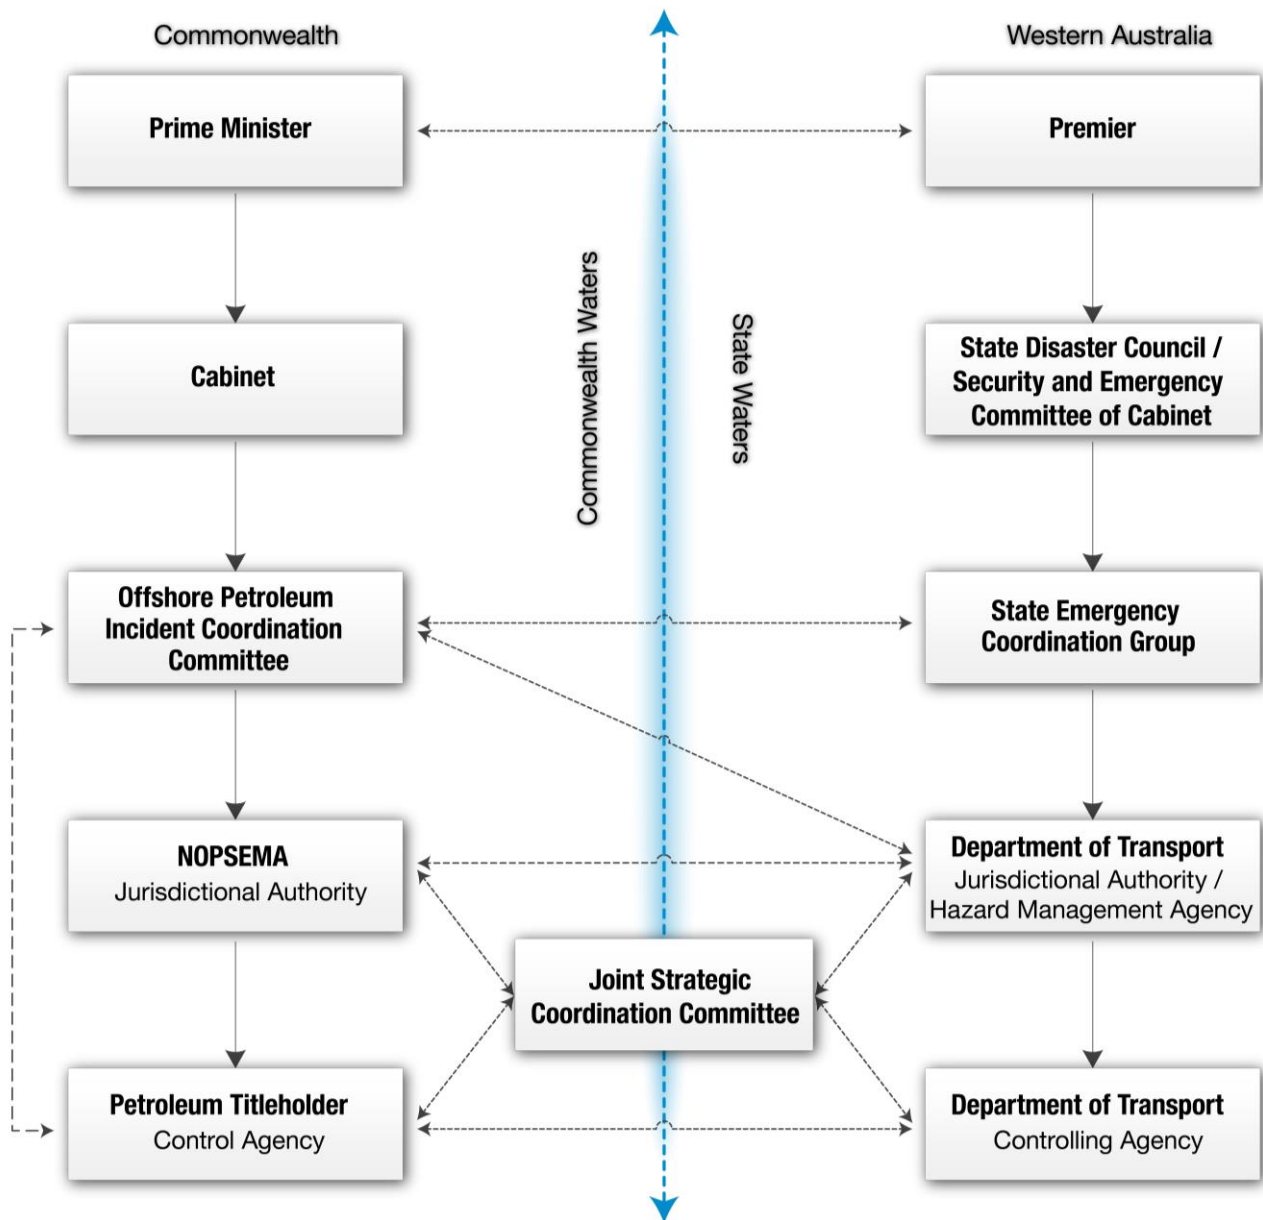 Commonwealth
Western Australia
Prime Minister
Premier
Commonwealth Waters
State Waters
Cabinet
State Disaster Council /
Security and Emergency
Committee of Cabinet
Offshore Petroleum
Incident Coordination
Committee
State Emergency
Coordination Group
NOPSEMA
Jurisdictional Authority
Department of Transport
Jurisdictional Authority /
Hazard Management Agency
Joint Strategic
Coordination Committee
Petroleum Titleholder
Control Agency
Department of Transport
Controlling Agency